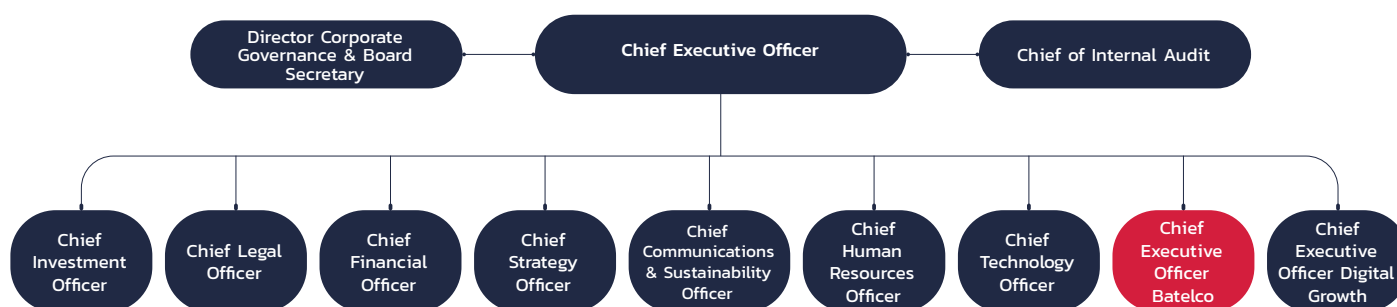 Director Corporate
Governance & Board
Secretary
Chief Executive Officer
Chief of Internal Audit
Chief
Investment
Officer
Chief Legal
Officer
Chief
Financial
Officer
Chief
Strategy
Officer
Chief
Communications
& Sustainability
Officer
Chief
Human
Resources
Officer
Chief
Technology
Officer
Chief
Executive
Officer
Batelco
Chief
Executive
Officer Digital
Growth